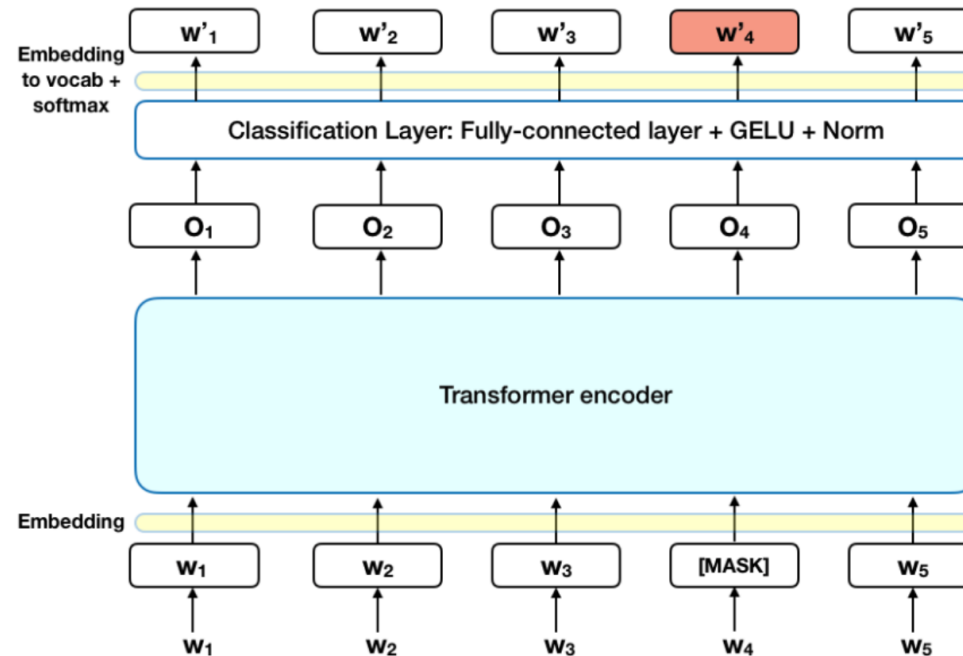 w'₁ w'₂ w'₃ w'₄ w'₅
Embedding
to vocab +
softmax
Classification Layer: Fully-connected layer + GELU + Norm
O₁ O₂ O₃ O₄ O₅
Transformer encoder
Embedding
w₁ w₂ w₃ [MASK] w₅
w₁ w₂ w₃ w₄ w₅